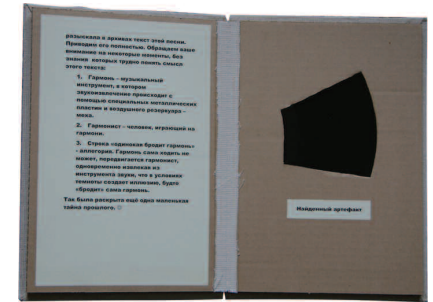 разыскали в архивах текст этой песни.
Приводим его полностью. Обращаем ваше
внимание на некоторые моменты, без
знания которых трудно понять смысл
этого текста:
1. Гармонь – музыкальный
инструмент, в котором
звукоизвлечение происходит с
помощью специальных металлических
пластин и воздушного резервуара –
меха.
2. Гармонист – человек, играющий на
гармони.
3. Строка «одинокая бродит гармонь»
- аллегория. Гармонь сама ходить не
может, передвигается гармонист,
одновременно извлекая из
инструмента звуки, что в условиях
темноты создает иллюзию, будто
«бродит» сама гармонь.
Так была раскрыта ещё одна маленькая
тайна прошлого. ☺
Найденный артефакт